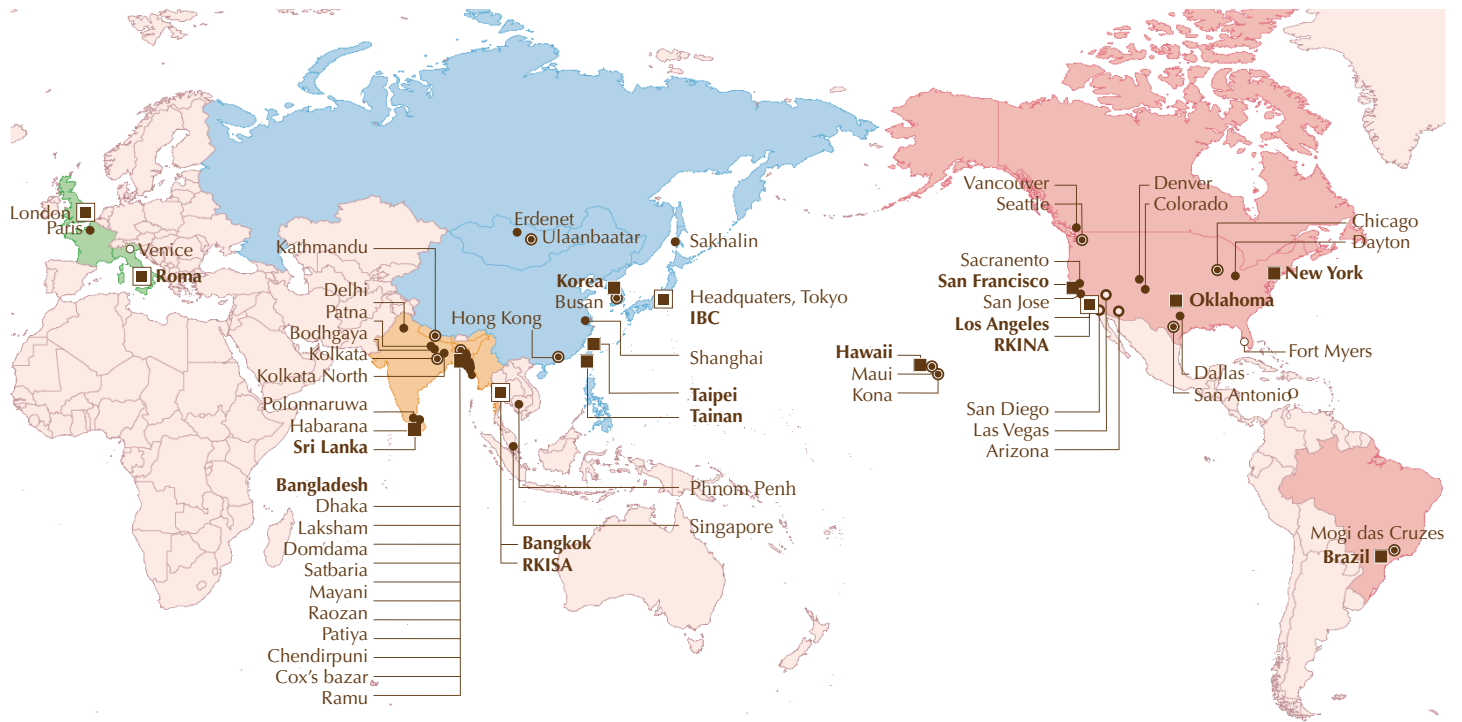 London
Paris
Venice
Roma
Kathmandu
Delhi
Patna
Bodhgaya
Kolkata
Kolkata North
Polonnaruwa
Habarana
Sri Lanka
Bangladesh
Dhaka
Laksham
Domdama
Satbaria
Mayani
Raozan
Patiya
Chendirpuni
Cox's bazar
Ramu
Erdenet
Ulaanbaatar
Sakhalin
Korea
Busan
Headquaters, Tokyo
IBC
Hong Kong
Shanghai
Taipei
Tainan
Phnom Penh
Singapore
Bangkok
RKISA
Hawaii
Maui
Kona
Vancouver
Seattle
Sacranento
San Francisco
San Jose
Los Angeles
RKINA
San Diego
Las Vegas
Arizona
Denver
Colorado
Chicago
Dayton
New York
Oklahoma
Fort Myers
Dallas
San Antonio
Mogi das Cruzes
Brazil